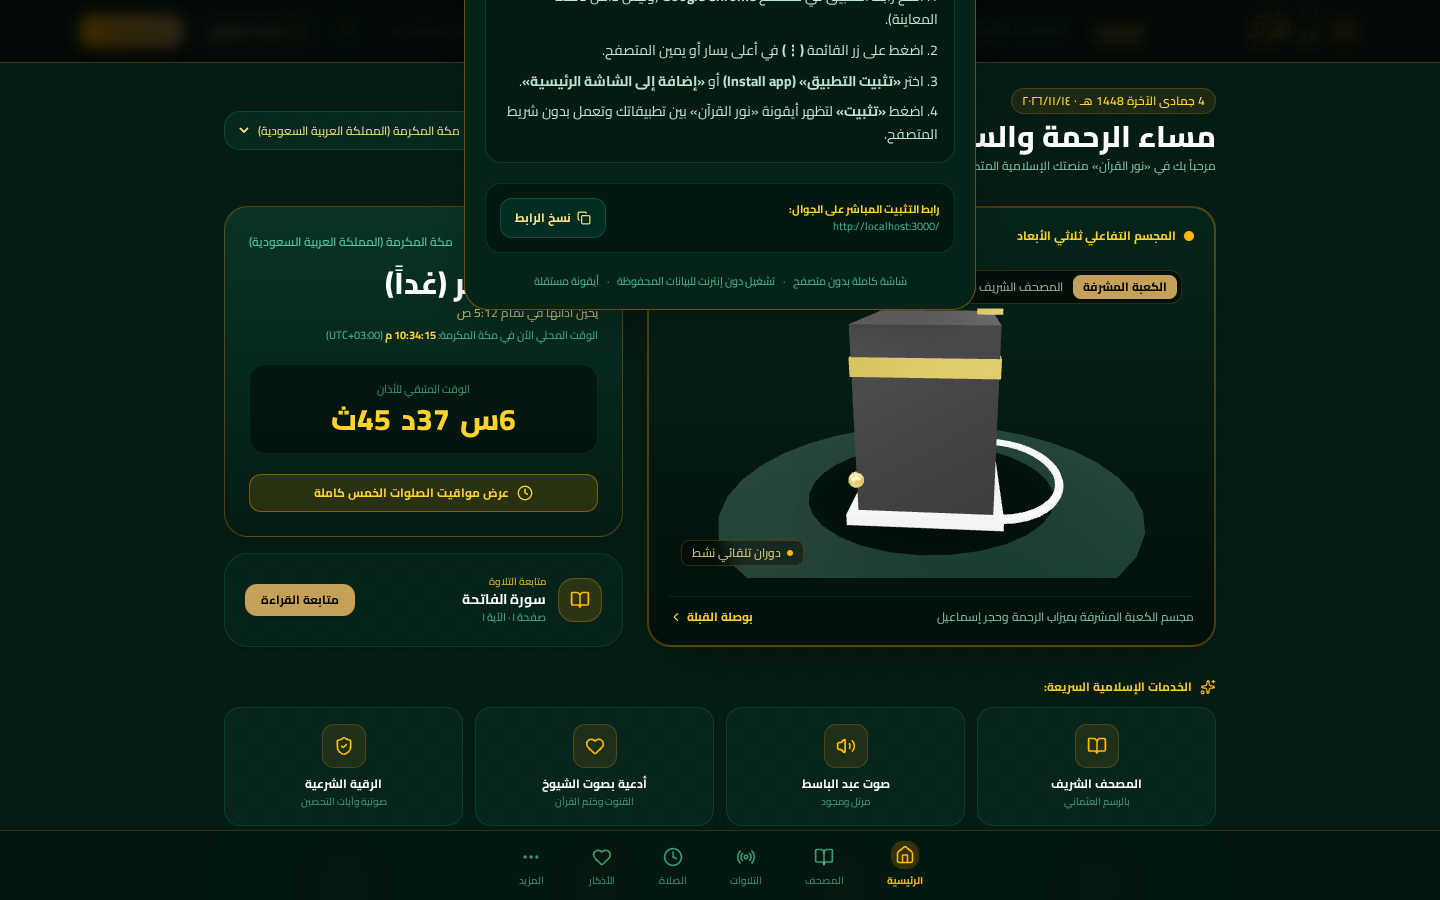 المعاينة).
2. اضغط على زر القائمة (⋮) في أعلى يسار أو يمين المتصفح.
3. اختر «تثبيت التطبيق» (Install app) أو «إضافة إلى الشاشة الرئيسية».
4. اضغط «تثبيت» لتظهر أيقونة «نور القرآن» بين تطبيقاتك وتعمل بدون شريط
المتصفح.
رابط التثبيت المباشر على الجوال:
http://localhost:3000/
نسخ الرابط
شاشة كاملة بدون متصفح · تشغيل دون إنترنت للبيانات المحفوظة · أيقونة مستقلة
4 جمادى الآخرة 1448 هـ · ٢٠٢٦/١١/١٤
مساء الرحمة
مرحباً بك في «نور القرآن» منصتك الإسلامية
مكة المكرمة (المملكة العربية السعودية)
المجسم التفاعلي ثلاثي الأبعاد
الكعبة المشرفة
المصحف الشريف
دوران تلقائي نشط
مجسم الكعبة المشرفة بميزاب الرحمة وحجر إسماعيل
بوصلة القبلة
مكة المكرمة (المملكة العربية السعودية)
(غداً)
يحين أذانها في تمام 5:12 ص
الوقت المحلي الآن في مكة المكرمة: 10:34:15 م (UTC+03:00)
الوقت المتبقي للأذان
6س 37د 45ث
عرض مواقيت الصلوات الخمس كاملة
متابعة التلاوة
سورة الفاتحة
صفحة ١ · الآية ١
متابعة القراءة
الخدمات الإسلامية السريعة:
المصحف الشريف
بالرسم العثماني
صوت عبد الباسط
مرتل ومجود
أدعية بصوت الشيوخ
القنوت وختم القرآن
الرقية الشرعية
صوتية وآيات التحصين
الرئيسية
المصحف
التلاوات
الصلاة
الأذكار
المزيد